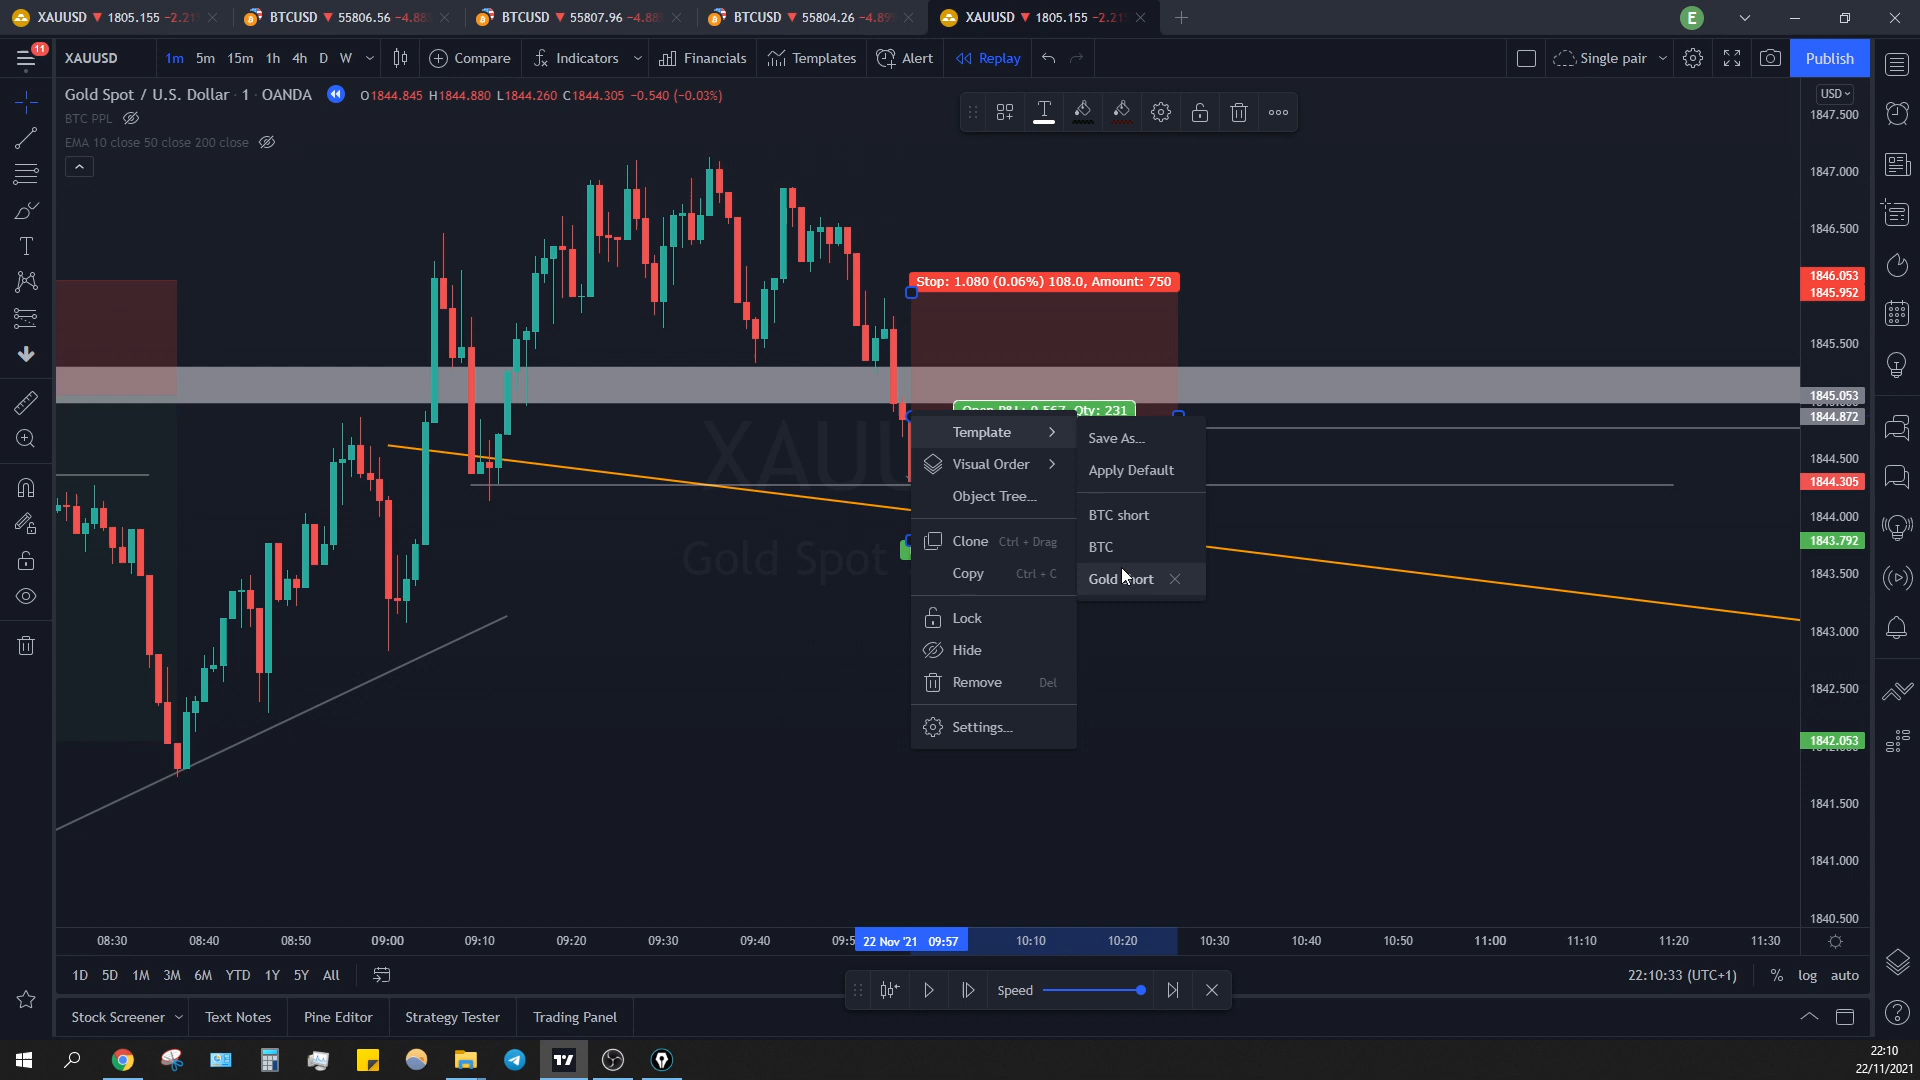 XAUUSD ▼ 1805.155 -2.21
BTCUSD ▼ 55806.56 -4.88
BTCUSD ▼ 55807.96 -4.88
BTCUSD ▼ 55804.26 -4.89
XAUUSD ▼ 1805.155 -2.21
E
11
XAUUSD
1m 5m 15m 1h 4h D W
Compare
Indicators
Financials
Templates
Alert
Replay
Single pair
Publish
Gold Spot / U.S. Dollar · 1 · OANDA
O1844.845 H1844.880 L1844.260 C1844.305 -0.540 (-0.03%)
BTC PPL
EMA 10 close 50 close 200 close
USD
1847.500
1847.000
1846.500
1846.053
1845.952
1845.500
1845.053
1844.872
1844.500
1844.305
1844.000
1843.792
1843.500
1843.000
1842.500
1842.053
1841.500
1841.000
1840.500
Stop: 1.080 (0.06%) 108.0, Amount: 750
Qty: 231
Gold Spot
Template
Visual Order
Object Tree...
Clone Ctrl + Drag
Copy Ctrl + C
Lock
Hide
Remove Del
Settings...
Save As...
Apply Default
BTC short
BTC
Gold short
08:30 08:40 08:50 09:00 09:10 09:20 09:30 09:40 09:5 22 Nov '21 09:57 10:10 10:20 10:30 10:40 10:50 11:00 11:10 11:20 11:30
1D 5D 1M 3M 6M YTD 1Y 5Y All
Speed
22:10:33 (UTC+1) % log auto
Stock Screener
Text Notes
Pine Editor
Strategy Tester
Trading Panel
22:10
22/11/2021